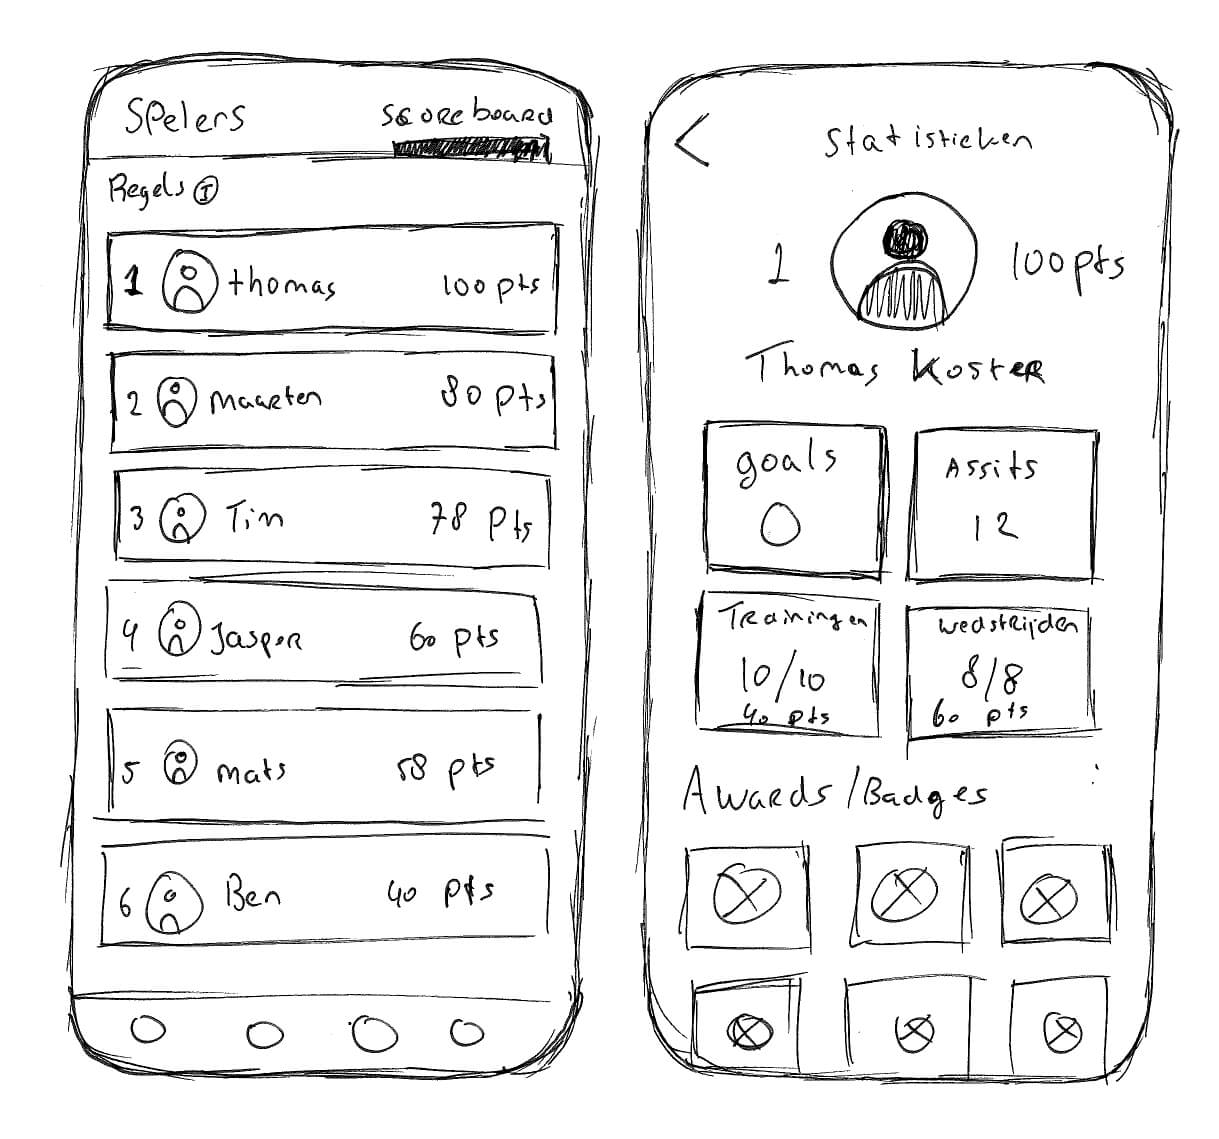 Spelers scoreboard
Regels i
1 thomas 100 pts
2 maarten 80 pts
3 Tim 78 pts
4 Jasper 60 pts
5 mats 58 pts
6 Ben 40 pts
< Statistieken
1 100 pts
Thomas Koster
goals
0
Assits
12
Trainingen
10/10
40 pts
wedstrijden
8/8
60 pts
Awards/Badges